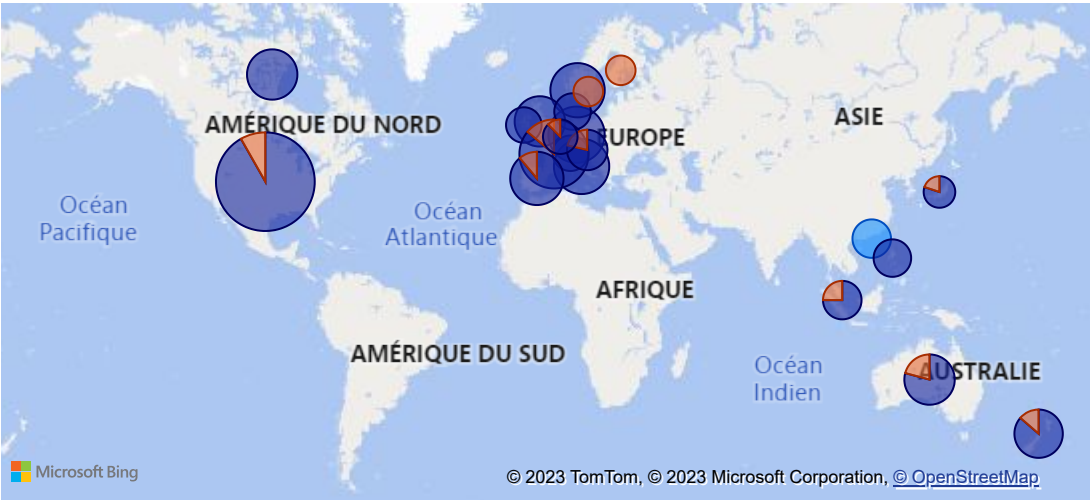 AMÉRIQUE DU NORD
ASIE
EUROPE
Océan
Pacifique
Océan
Atlantique
AFRIQUE
AMÉRIQUE DU SUD
Océan
Indien
AUSTRALIE
Microsoft Bing
© 2023 TomTom, © 2023 Microsoft Corporation, © OpenStreetMap